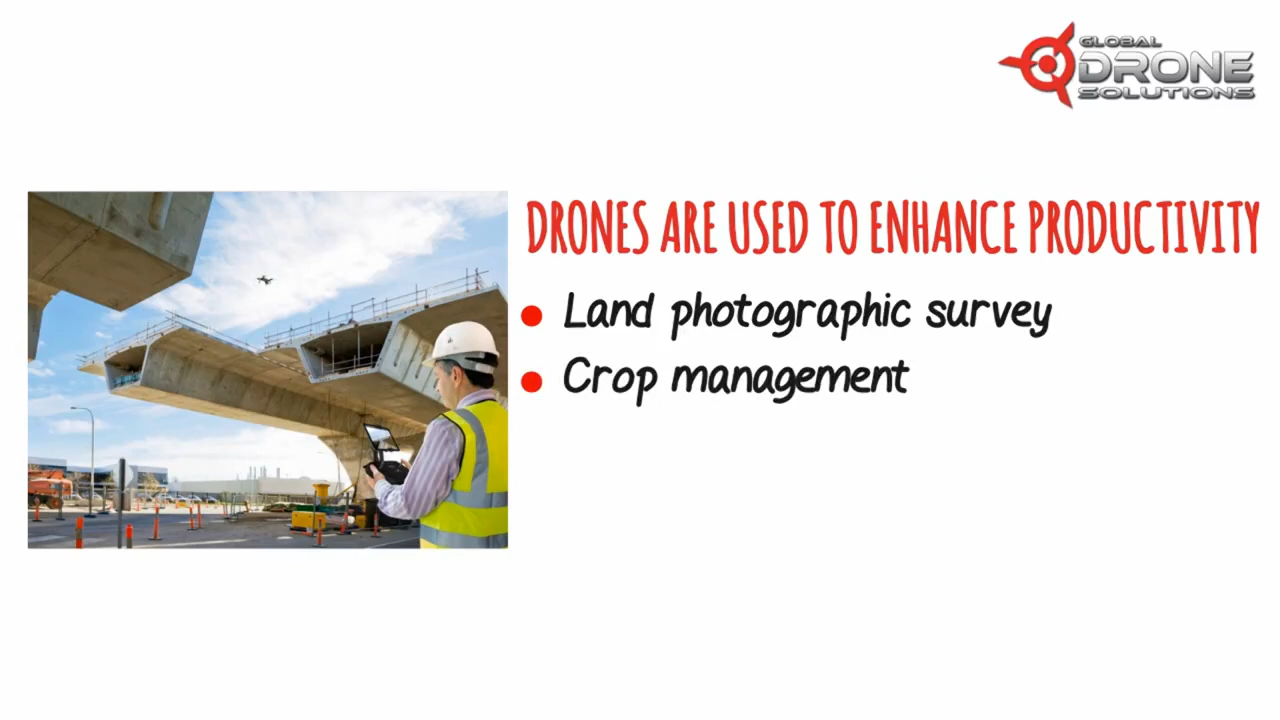 GLOBAL
DRONE
SOLUTIONS
DRONES ARE USED TO ENHANCE PRODUCTIVITY
Land photographic survey
Crop management